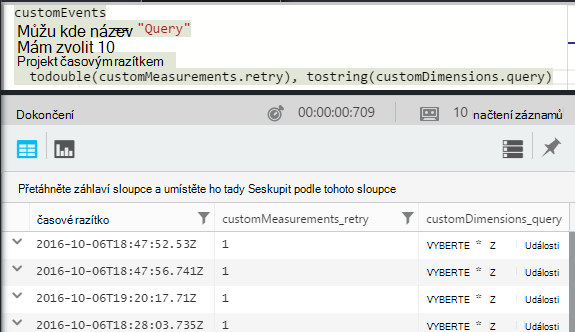 customEvents
Můžu kde název == "Query"
Mám zvolit 10
Projekt časovým razítkem
todouble(customMeasurements.retry), tostring(customDimensions.query)
Dokončení 00:00:00:709 10 načtení záznamů
Přetáhněte záhlaví sloupce a umístěte ho tady Seskupit podle tohoto sloupce
časové razítko customMeasurements_retry customDimensions_query
2016-10-06T18:47:52.53Z 1 VYBERTE * Z Události
2016-10-06T18:47:56.741Z 1 VYBERTE * Z Události
2016-10-06T19:20:17.71Z 1 VYBERTE * Z Události
2016-10-06T18:28:03.735Z 1 VYBERTE * Z Události